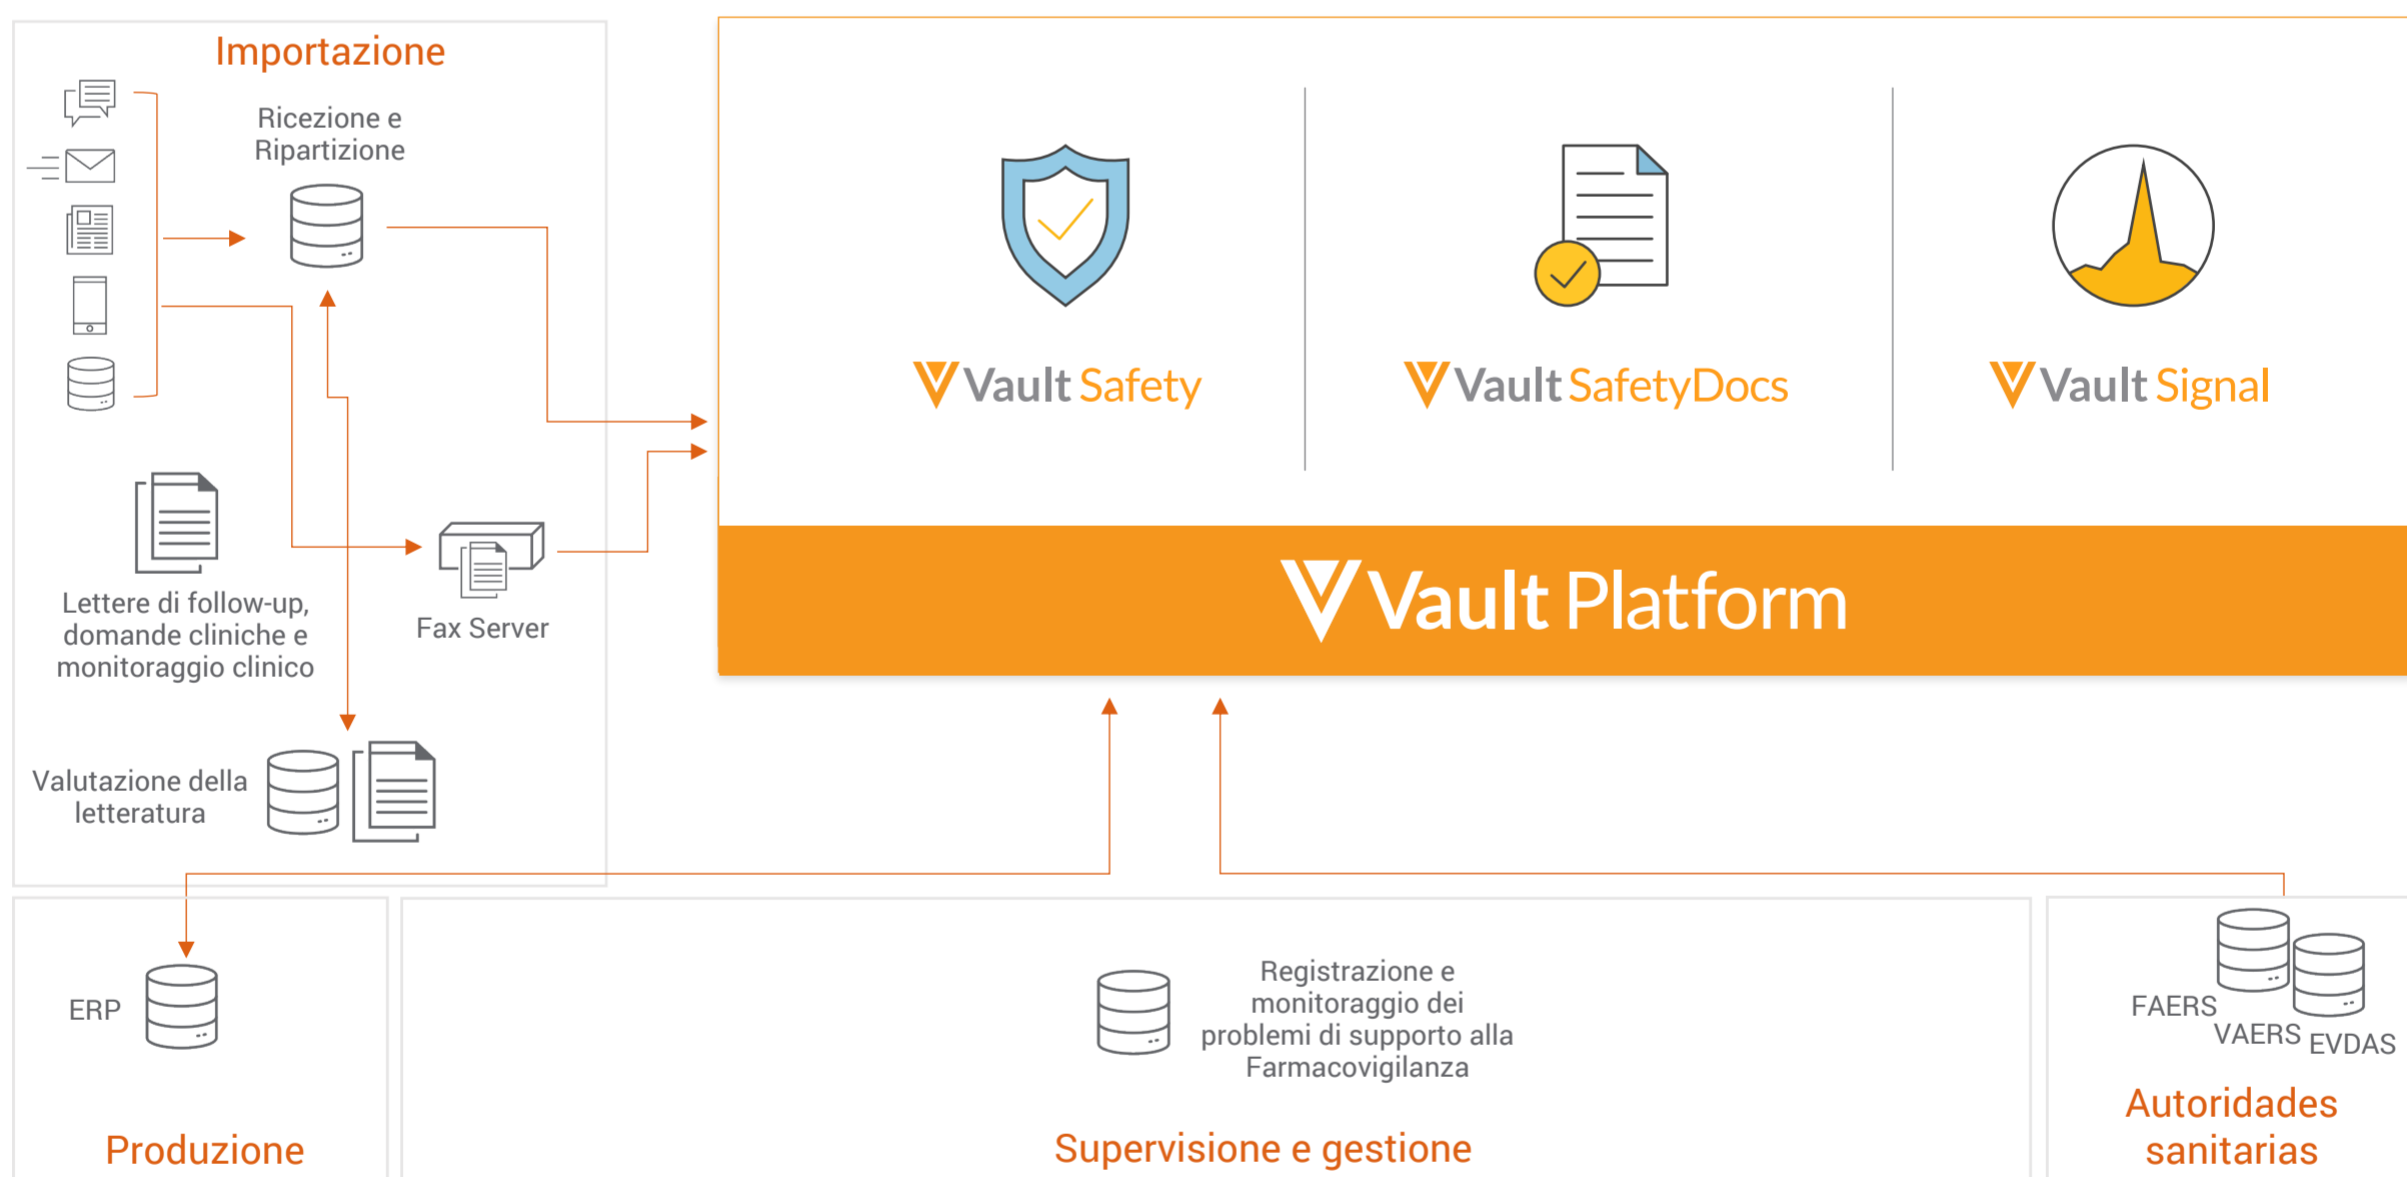 Importazione
Ricezione e
Ripartizione
Lettere di follow-up,
domande cliniche e
monitoraggio clinico
Fax Server
Valutazione della
letteratura
Vault Safety
Vault SafetyDocs
Vault Signal
Vault Platform
ERP
Produzione
Registrazione e
monitoraggio dei
problemi di supporto alla
Farmacovigilanza
Supervisione e gestione
FAERS
VAERS
EVDAS
Autoridades
sanitarias